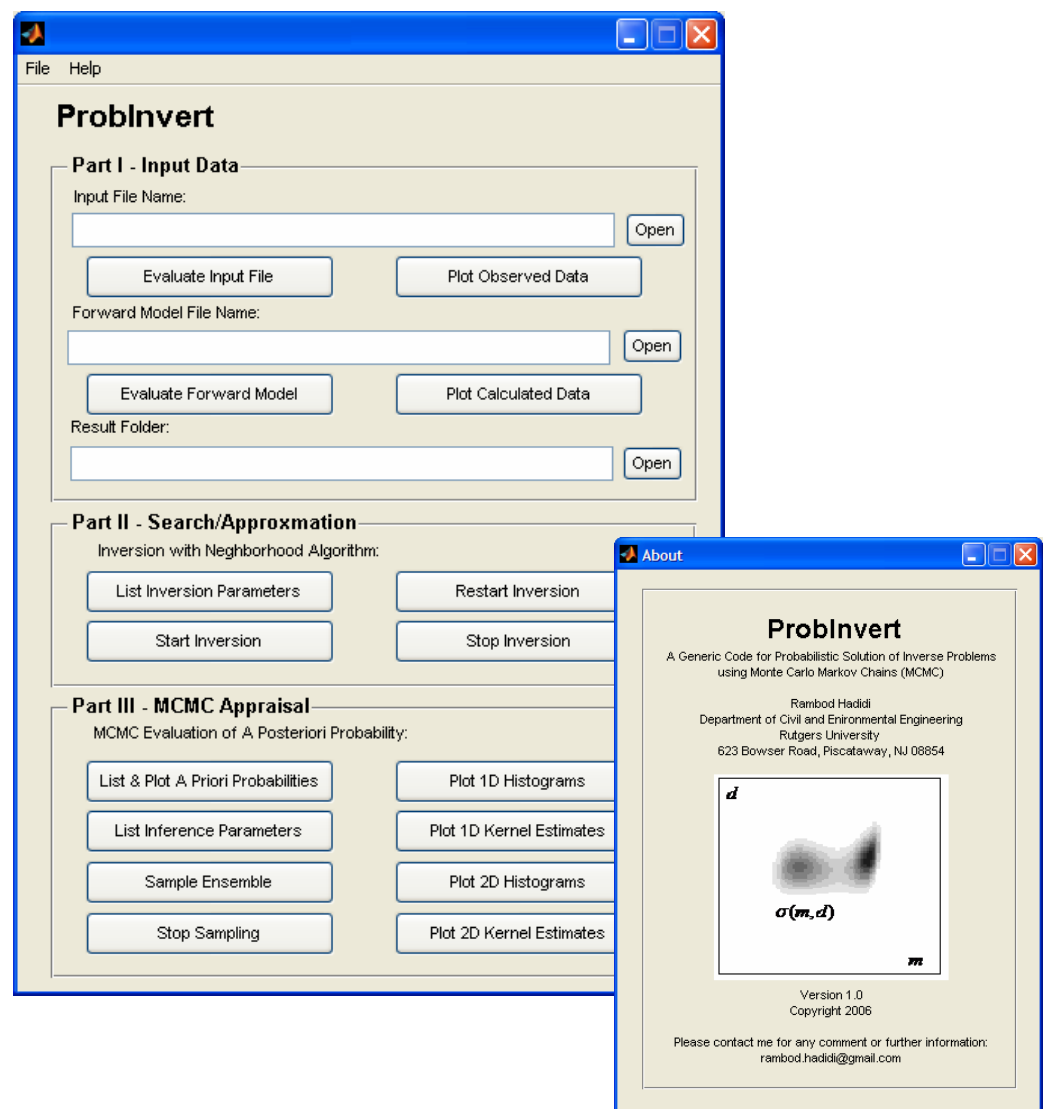 File Help
ProbInvert
Part I - Input Data
Input File Name:
Open
Evaluate Input File Plot Observed Data
Forward Model File Name:
Open
Evaluate Forward Model Plot Calculated Data
Result Folder:
Open
Part II - Search/Approxmation
Inversion with Neghborhood Algorithm:
List Inversion Parameters Restart Inversion
Start Inversion Stop Inversion
Part III - MCMC Appraisal
MCMC Evaluation of A Posteriori Probability:
List & Plot A Priori Probabilities Plot 1D Histograms
List Inference Parameters Plot 1D Kernel Estimates
Sample Ensemble Plot 2D Histograms
Stop Sampling Plot 2D Kernel Estimates
About
ProbInvert
A Generic Code for Probabilistic Solution of Inverse Problems
using Monte Carlo Markov Chains (MCMC)
Rambod Hadidi
Department of Civil and Enironmental Engineering
Rutgers University
623 Bowser Road, Piscataway, NJ 08854
d
σ(m,d)
m
Version 1.0
Copyright 2006
Please contact me for any comment or further information:
rambod.hadidi@gmail.com